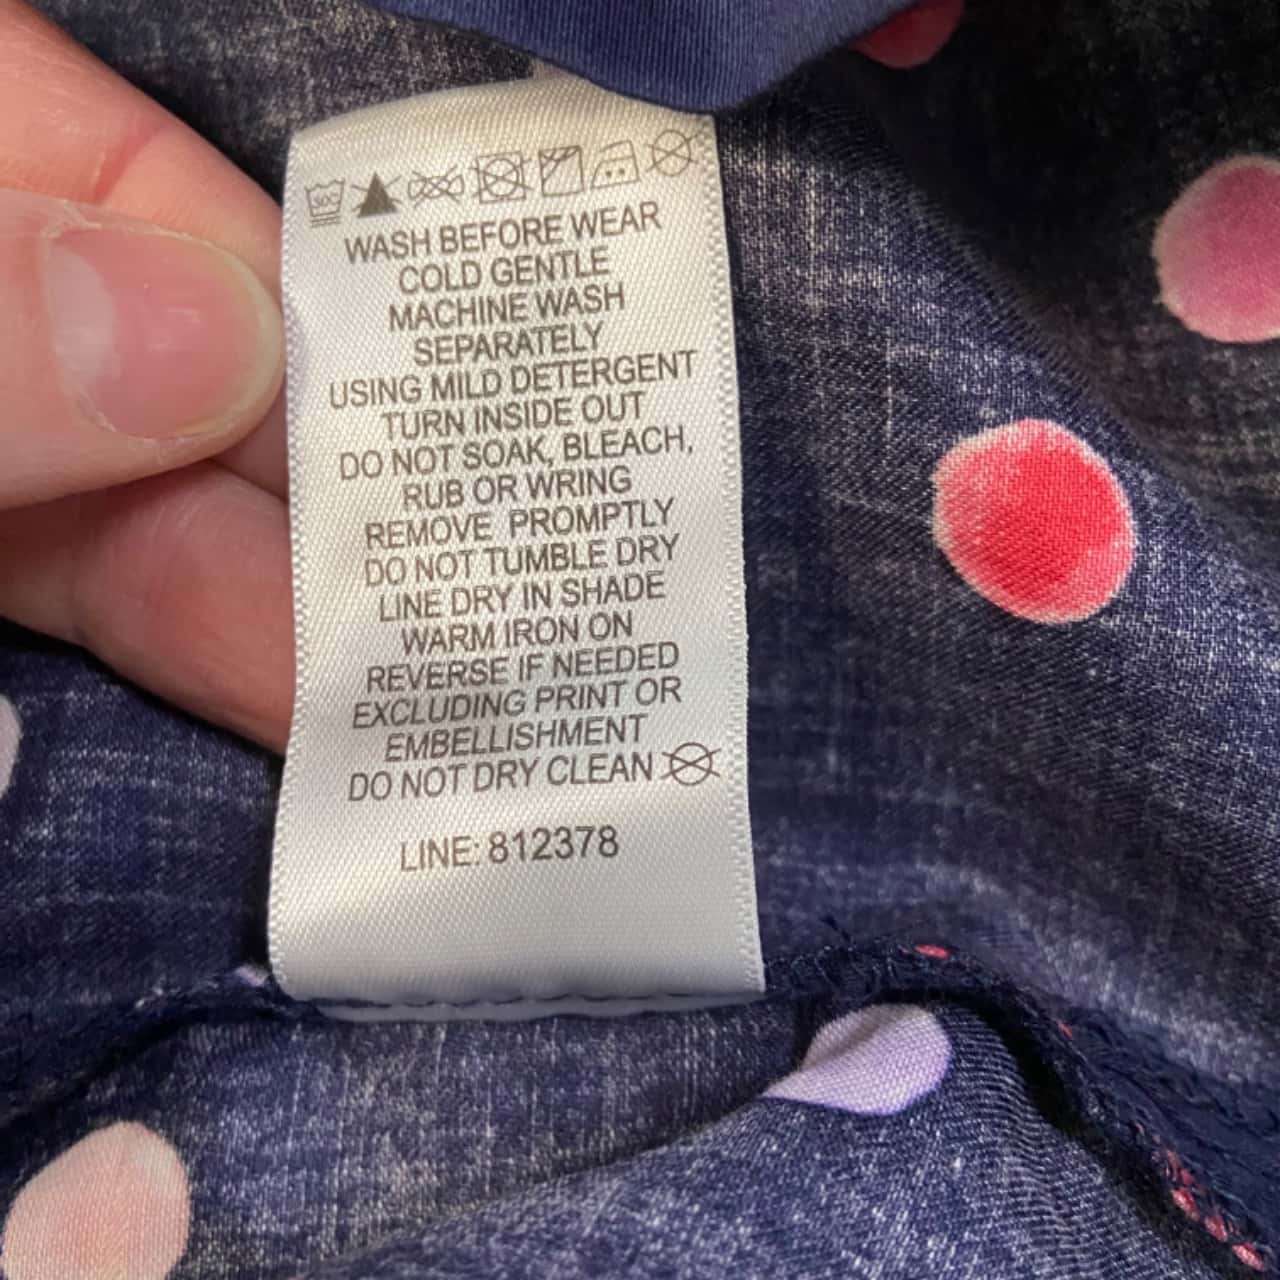 30C
WASH BEFORE WEAR
COLD GENTLE
MACHINE WASH
SEPARATELY
USING MILD DETERGENT
TURN INSIDE OUT
DO NOT SOAK, BLEACH,
RUB OR WRING
REMOVE PROMPTLY
DO NOT TUMBLE DRY
LINE DRY IN SHADE
WARM IRON ON
REVERSE IF NEEDED
EXCLUDING PRINT OR
EMBELLISHMENT
DO NOT DRY CLEAN
LINE: 812378